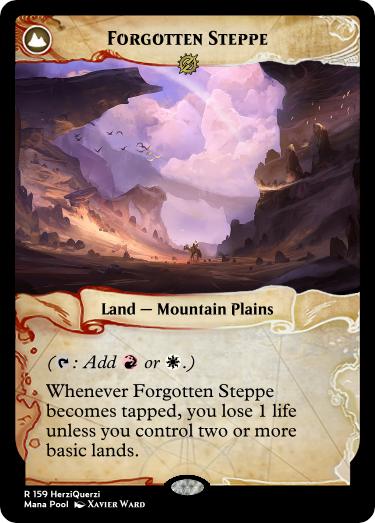 Forgotten Steppe
Land — Mountain Plains
(: Add or .)
Whenever Forgotten Steppe
becomes tapped, you lose 1 life
unless you control two or more
basic lands.
R 159 HerziQuerzi
Mana Pool Xavier Ward